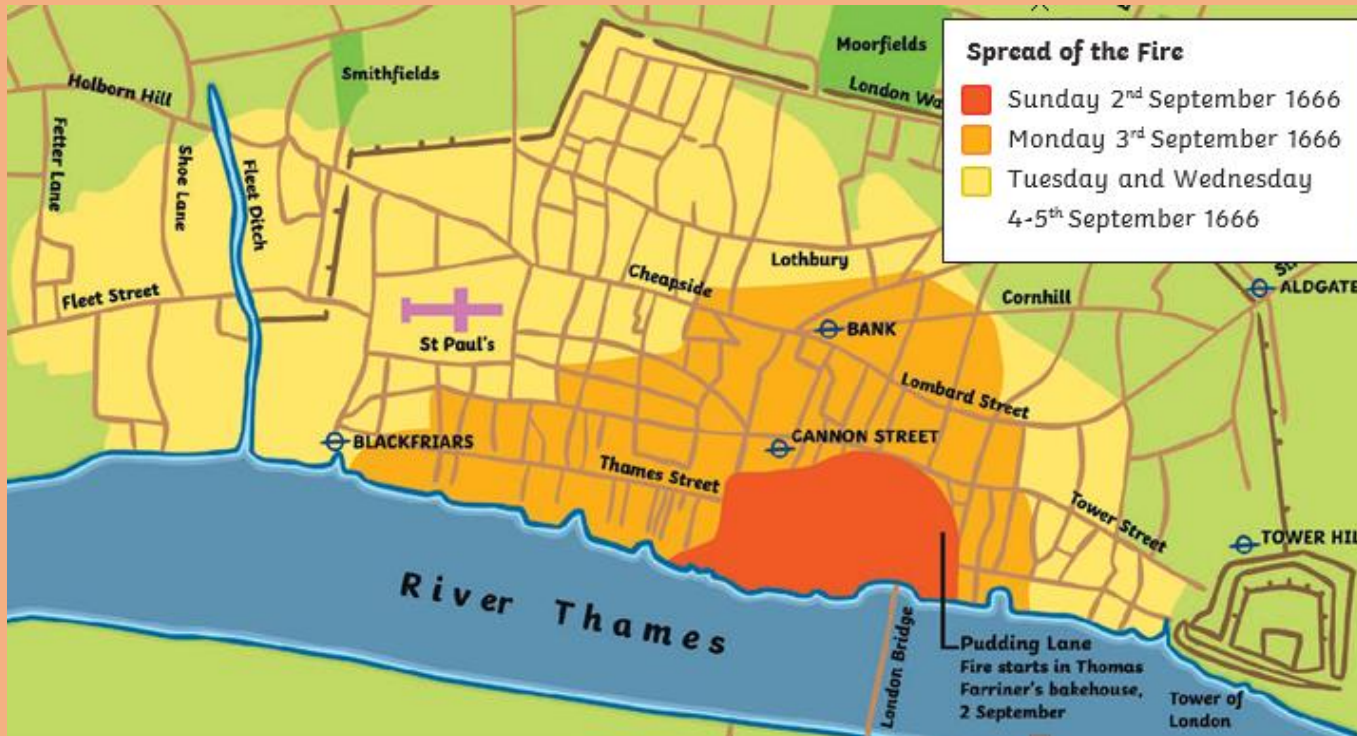 Moorfields
Smithfields
London Wa
Holborn Hill
Fetter Lane
Shoe Lane
Fleet Ditch
Spread of the Fire
Sunday 2nd September 1666
Monday 3rd September 1666
Tuesday and Wednesday
4-5th September 1666
Lothbury
Cheapside
Cornhill
ALDGATE
Fleet Street
BANK
St Paul's
Lombard Street
BLACKFRIARS
CANNON STREET
Thames Street
Tower Street
TOWER HIL
River Thames
London Bridge
Pudding Lane
Fire starts in Thomas
Farriner's bakehouse,
2 September
Tower of
London